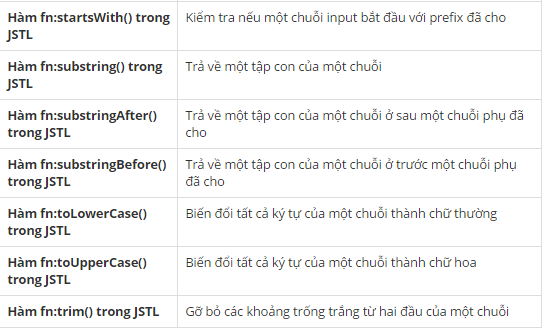 Hàm fn:startsWith() trong
JSTL
Kiểm tra nếu một chuỗi input bắt đầu với prefix đã cho
Hàm fn:substring() trong
JSTL
Trả về một tập con của một chuỗi
Hàm fn:substringAfter()
trong JSTL
Trả về một tập con của một chuỗi ở sau một chuỗi phụ đã
cho
Hàm fn:substringBefore()
trong JSTL
Trả về một tập con của một chuỗi ở trước một chuỗi phụ
đã cho
Hàm fn:toLowerCase()
trong JSTL
Biến đổi tất cả ký tự của một chuỗi thành chữ thường
Hàm fn:toUpperCase()
trong JSTL
Biến đổi tất cả ký tự của một chuỗi thành chữ hoa
Hàm fn:trim() trong JSTL
Gỡ bỏ các khoảng trống trắng từ hai đầu của một chuỗi